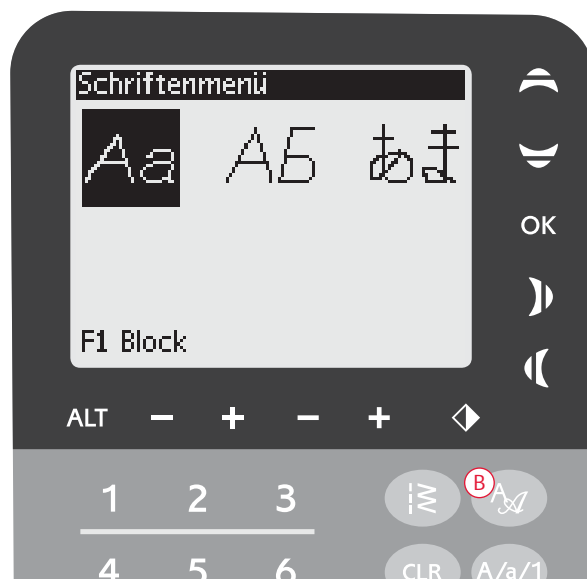 Schriftenmenü
Aa АБ あま
F1 Block
OK
ALT − + − +
1 2 3
B A A
4 5 6 CLR A/a/1